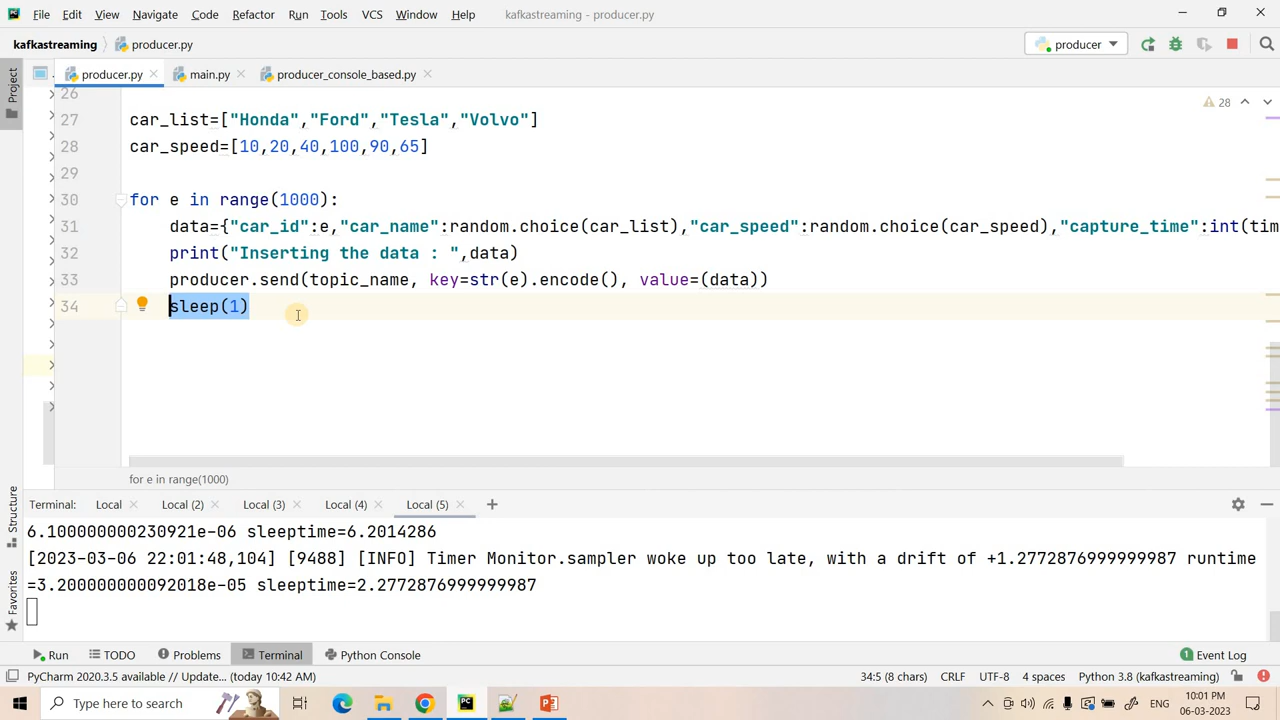 File Edit View Navigate Code Refactor Run Tools VCS Window Help kafkastreaming - producer.py
kafkastreaming producer.py producer
Project producer.py main.py producer_console_based.py
26
27 car_list=["Honda","Ford","Tesla","Volvo"] 28
28 car_speed=[10,20,40,100,90,65]
29
30 for e in range(1000):
31 data={"car_id":e,"car_name":random.choice(car_list),"car_speed":random.choice(car_speed),"capture_time":int(tim
32 print("Inserting the data : ",data)
33 producer.send(topic_name, key=str(e).encode(), value=(data))
34 sleep(1)
for e in range(1000)
Structure
Favorites
Terminal: Local Local (2) Local (3) Local (4) Local (5)
6.100000000230921e-06 sleeptime=6.2014286
[2023-03-06 22:01:48,104] [9488] [INFO] Timer Monitor.sampler woke up too late, with a drift of +1.2772876999999987 runtime
=3.200000000092018e-05 sleeptime=2.2772876999999987
Run TODO Problems Terminal Python Console 1 Event Log
PyCharm 2020.3.5 available // Update... (today 10:42 AM) 34:5 (8 chars) CRLF UTF-8 4 spaces Python 3.8 (kafkastreaming)
Type here to search ENG 10:01 PM
06-03-2023